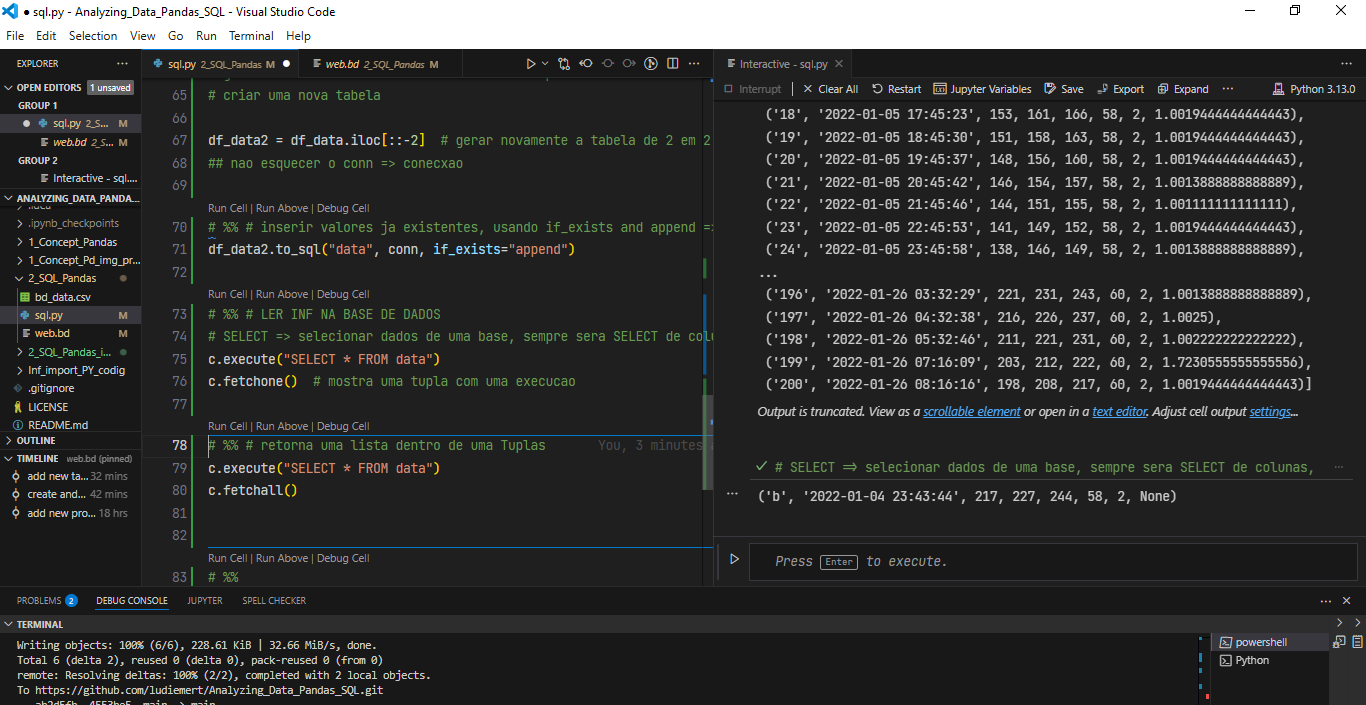 ● sql.py - Analyzing_Data_Pandas_SQL - Visual Studio Code
File Edit Selection View Go Run Terminal Help
EXPLORER ...
OPEN EDITORS 1 unsaved
GROUP 1
● sql.py 2_S... M
web.bd 2_S... M
GROUP 2
Interactive - sql....
ANALYZING_DATA_PANDA...
.ipynb_checkpoints
1_Concept_Pandas
1_Concept_Pd_img_pr...
2_SQL_Pandas
bd_data.csv
sql.py M
web.bd M
2_SQL_Pandas_i...
Inf_import_PY_codig
.gitignore
LICENSE
README.md
OUTLINE
TIMELINE web.bd (pinned)
add new ta... 32 mins
create and... 42 mins
add new pro... 18 hrs
sql.py 2_SQL_Pandas M ●
web.bd 2_SQL_Pandas M
65 # criar uma nova tabela
66
67 df_data2 = df_data.iloc[::-2]  # gerar novamente a tabela de 2 em 2
68 ## nao esquecer o conn => conecxao
69
Run Cell | Run Above | Debug Cell
70 # %% # inserir valores ja existentes, usando if_exists and append =>
71 df_data2.to_sql("data", conn, if_exists="append")
72
Run Cell | Run Above | Debug Cell
73 # %% # LER INF NA BASE DE DADOS
74 # SELECT => selecionar dados de uma base, sempre sera SELECT de colu
75 c.execute("SELECT * FROM data")
76 c.fetchone()  # mostra uma tupla com uma execucao
77
Run Cell | Run Above | Debug Cell
78 # %% # retorna uma lista dentro de uma Tuplas You, 3 minutes
79 c.execute("SELECT * FROM data")
80 c.fetchall()
81
82
Run Cell | Run Above | Debug Cell
83 # %%
Interactive - sql.py
Interrupt Clear All Restart Jupyter Variables Save Export Expand ... Python 3.13.0
('18', '2022-01-05 17:45:23', 153, 161, 166, 58, 2, 1.0019444444444443),
('19', '2022-01-05 18:45:30', 151, 158, 163, 58, 2, 1.0019444444444443),
('20', '2022-01-05 19:45:37', 148, 156, 160, 58, 2, 1.0019444444444443),
('21', '2022-01-05 20:45:42', 146, 154, 157, 58, 2, 1.0013888888888889),
('22', '2022-01-05 21:45:46', 144, 151, 155, 58, 2, 1.001111111111111),
('23', '2022-01-05 22:45:53', 141, 149, 152, 58, 2, 1.0019444444444443),
('24', '2022-01-05 23:45:58', 138, 146, 149, 58, 2, 1.0013888888888889),
...
('196', '2022-01-26 03:32:29', 221, 231, 243, 60, 2, 1.0013888888888889),
('197', '2022-01-26 04:32:38', 216, 226, 237, 60, 2, 1.0025),
('198', '2022-01-26 05:32:46', 211, 221, 231, 60, 2, 1.002222222222222),
('199', '2022-01-26 07:16:09', 203, 212, 222, 60, 2, 1.7230555555555556),
('200', '2022-01-26 08:16:16', 198, 208, 217, 60, 2, 1.0019444444444443)]
Output is truncated. View as a scrollable element or open in a text editor. Adjust cell output settings...
✓ # SELECT => selecionar dados de uma base, sempre sera SELECT de colunas, ...
... ('b', '2022-01-04 23:43:44', 217, 227, 244, 58, 2, None)
Press Enter to execute.
PROBLEMS 2 DEBUG CONSOLE JUPYTER SPELL CHECKER
TERMINAL
Writing objects: 100% (6/6), 228.61 KiB | 32.66 MiB/s, done.
Total 6 (delta 2), reused 0 (delta 0), pack-reused 0 (from 0)
remote: Resolving deltas: 100% (2/2), completed with 2 local objects.
To https://github.com/ludiemert/Analyzing_Data_Pandas_SQL.git
powershell
Python